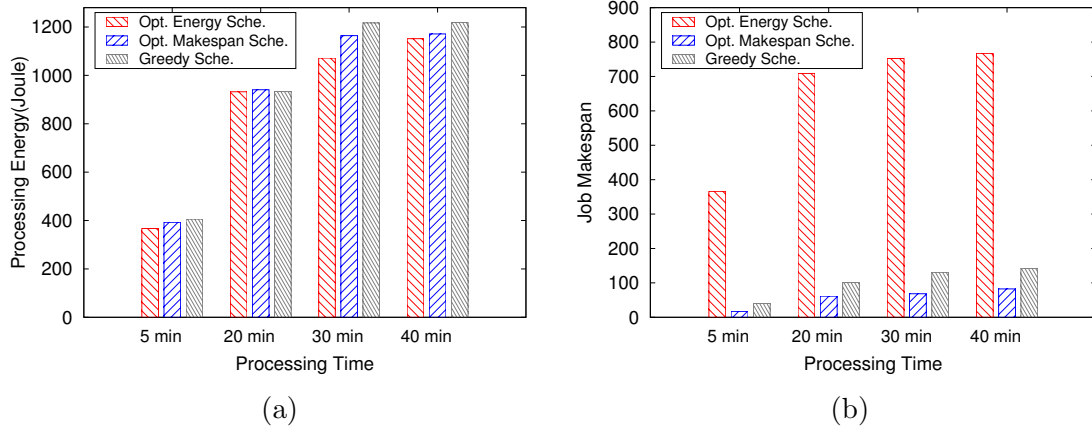 Opt. Energy Sche.
Opt. Makespan Sche.
Greedy Sche.
1200
1000
800
600
400
200
0
Processing Energy(Joule)
5 min 20 min 30 min 40 min
Processing Time
(a)
Opt. Energy Sche.
Opt. Makespan Sche.
Greedy Sche.
900
800
700
600
500
400
300
200
100
0
Job Makespan
5 min 20 min 30 min 40 min
Processing Time
(b)